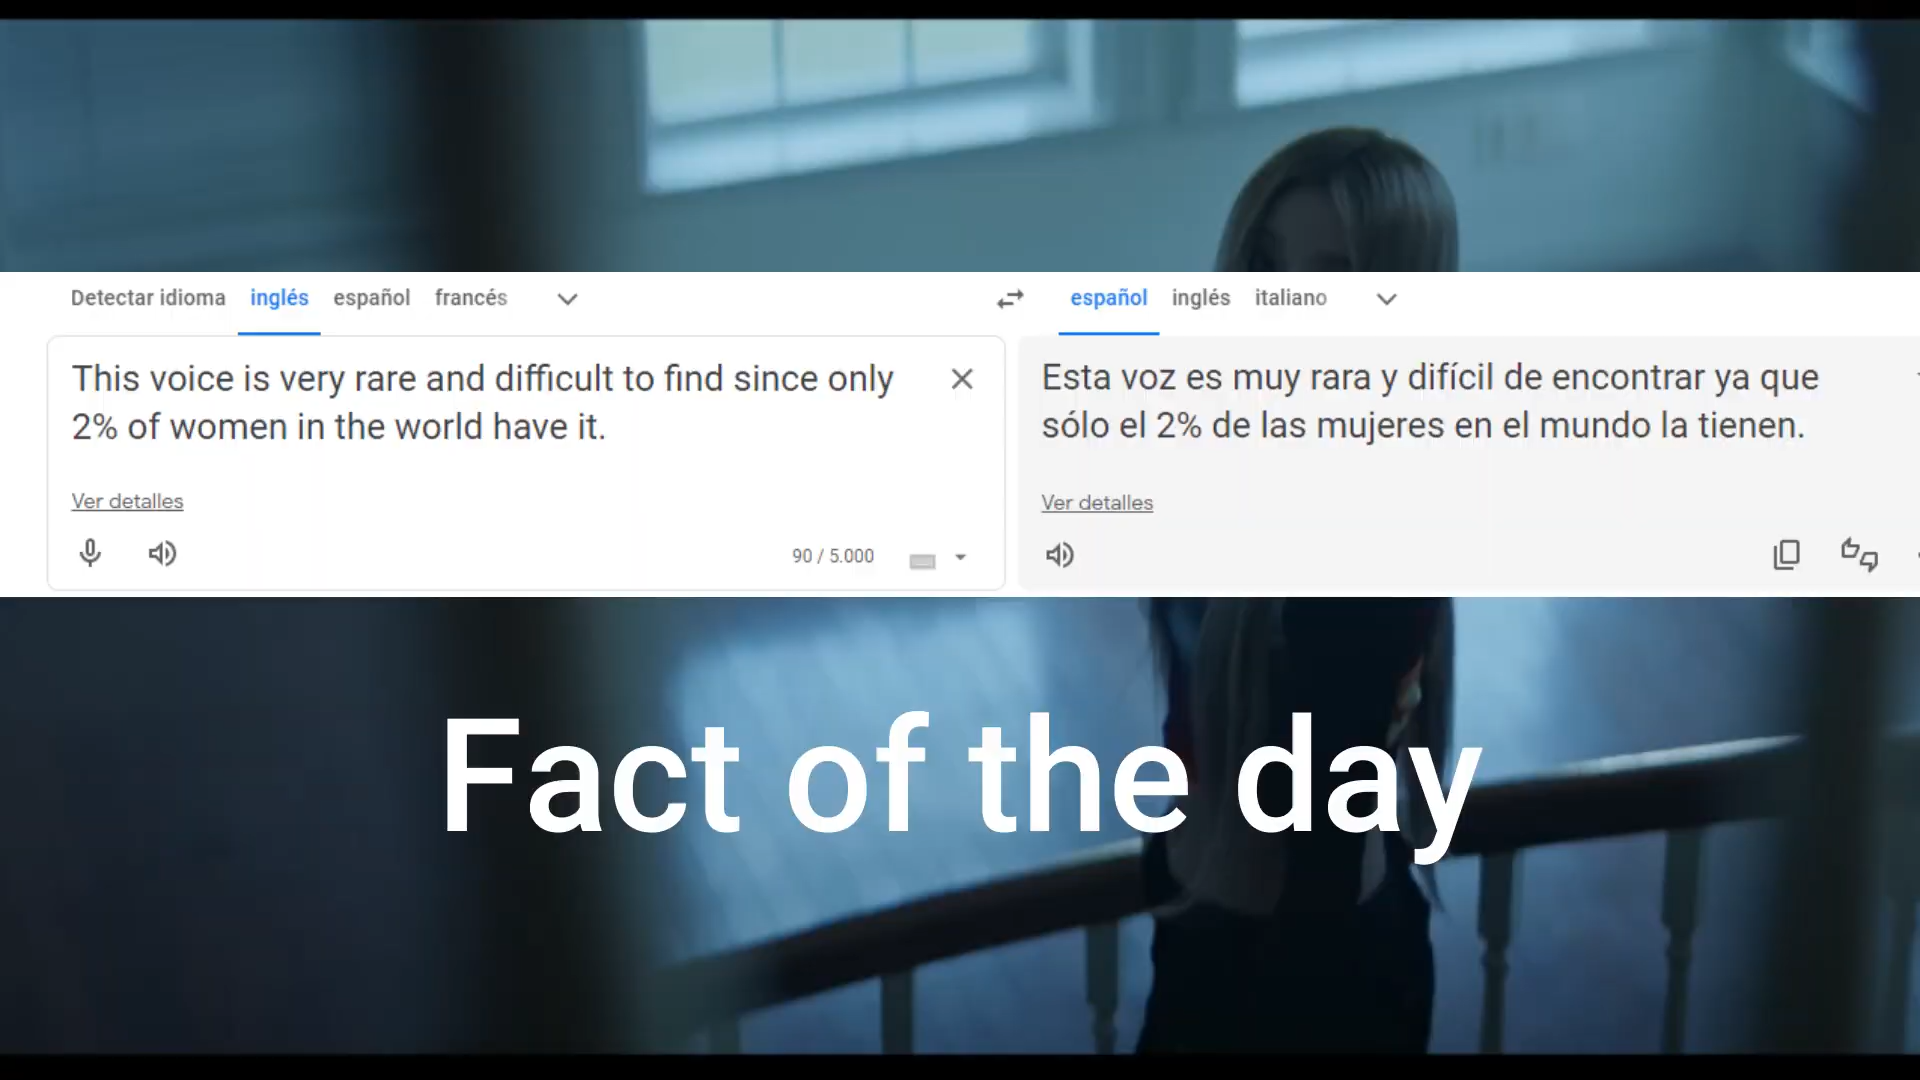 Detectar idioma inglés español francés
español inglés italiano
This voice is very rare and difficult to find since only
2% of women in the world have it.
Ver detalles
90 / 5.000
Esta voz es muy rara y difícil de encontrar ya que
sólo el 2% de las mujeres en el mundo la tienen.
Ver detalles
Fact of the day